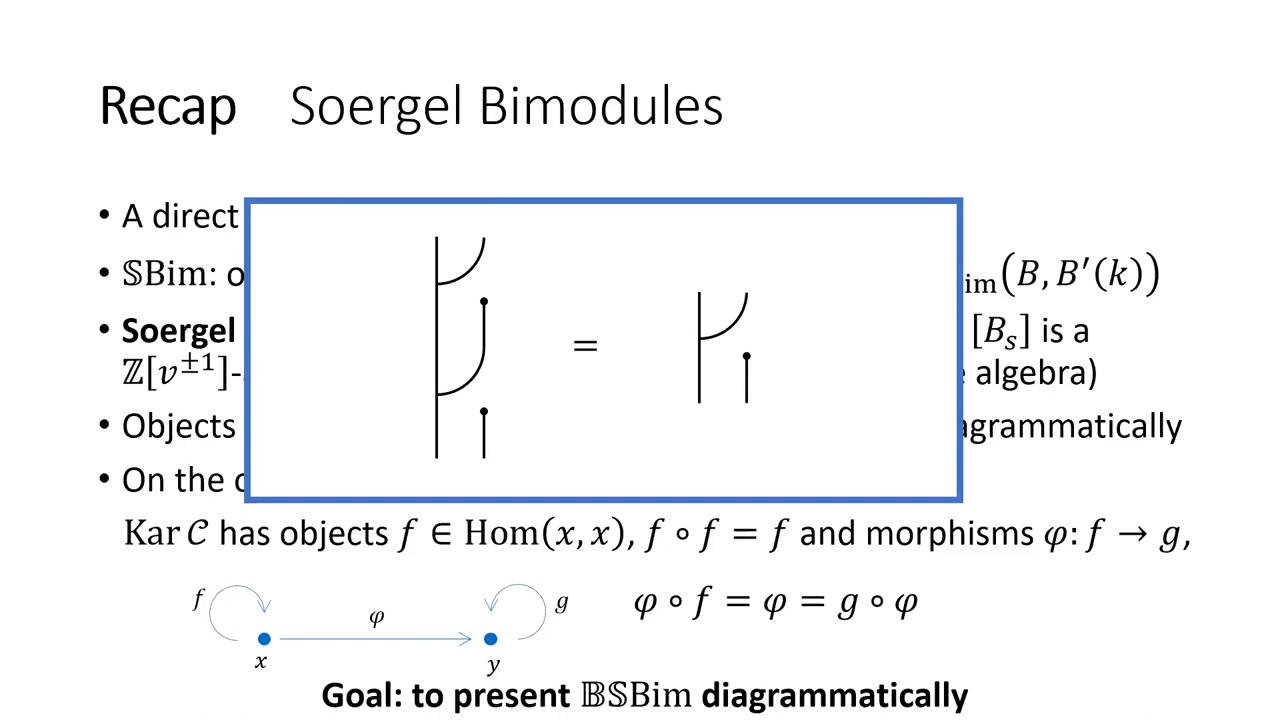 Recap Soergel Bimodules
• A direct
• 𝕊Bim: o im(B, B′(k))
• Soergel [B_s] is a
ℤ[v^{±1}]- algebra)
• Objects agrammatically
• On the
=
Kar 𝒞 has objects f ∈ Hom(x, x), f ∘ f = f and morphisms φ: f → g,
f φ g φ ∘ f = φ = g ∘ φ
x y
Goal: to present 𝔹𝕊Bim diagrammatically